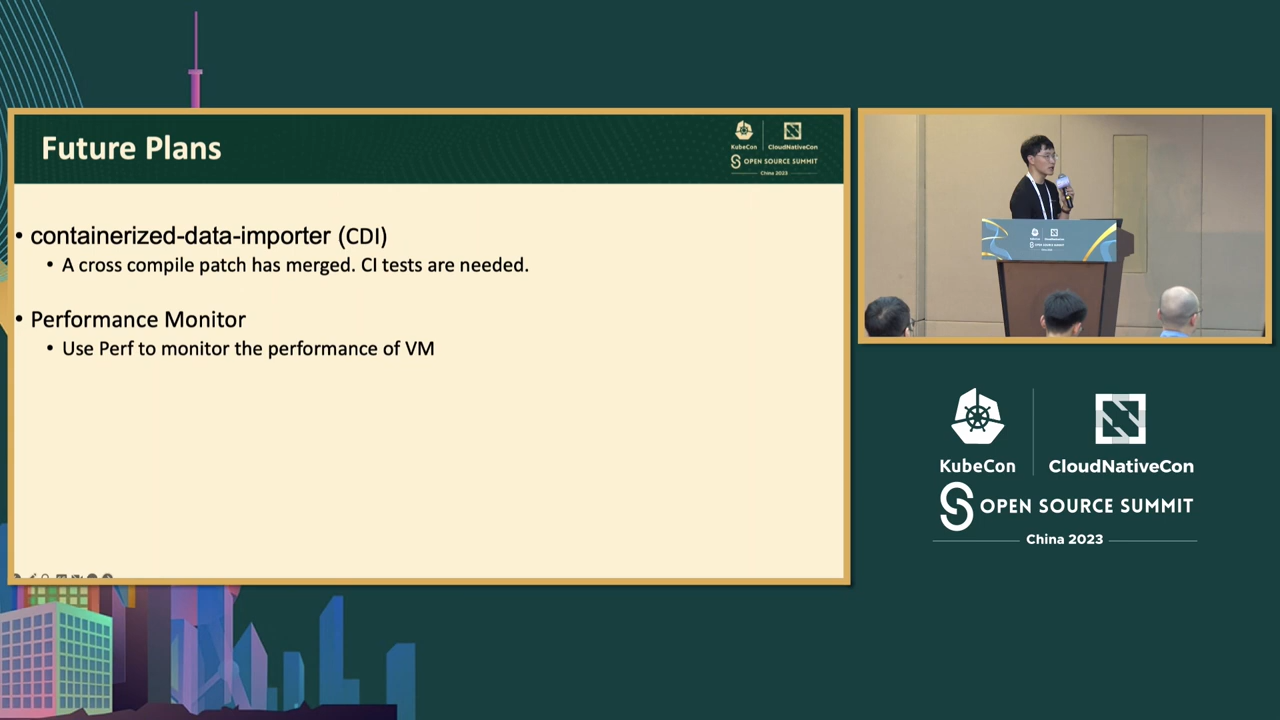 Future Plans
KubeCon
CloudNativeCon
OPEN SOURCE SUMMIT
China 2023
• containerized-data-importer (CDI)
• A cross compile patch has merged. CI tests are needed.
• Performance Monitor
• Use Perf to monitor the performance of VM
KubeCon
CloudNativeCon
OPEN SOURCE SUMMIT
China 2023